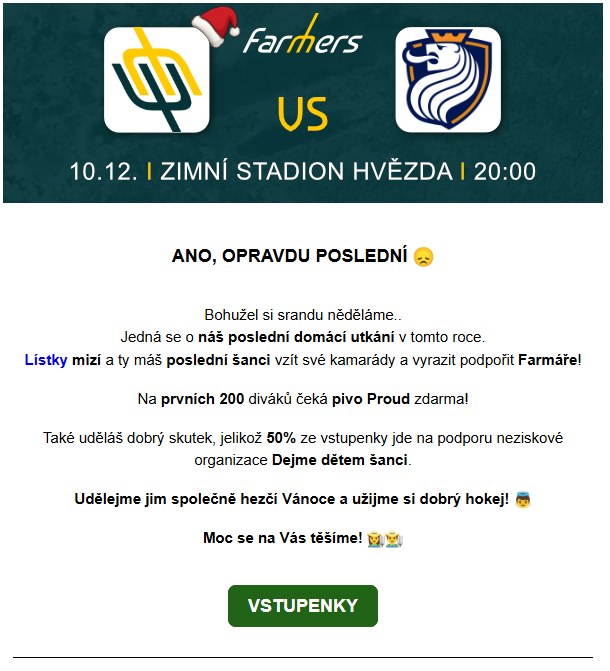 Farmers
VS
10.12. | ZIMNÍ STADION HVĚZDA | 20:00
ANO, OPRAVDU POSLEDNÍ 😞
Bohužel si srandu něděláme..
Jedná se o náš poslední domácí utkání v tomto roce.
Lístky mizí a ty máš poslední šanci vzít své kamarády a vyrazit podpořit Farmáře!
Na prvních 200 diváků čeká pivo Proud zdarma!
Také uděláš dobrý skutek, jelikož 50% ze vstupenky jde na podporu neziskové
organizace Dejme dětem šanci.
Udělejme jim společně hezčí Vánoce a užijme si dobrý hokej! 👼
Moc se na Vás těšíme! 👩‍🌾👨‍🌾
VSTUPENKY